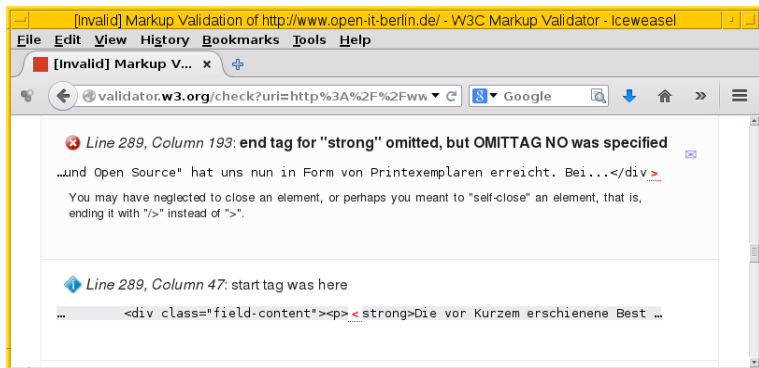 [Invalid] Markup Validation of http://www.open-it-berlin.de/ - W3C Markup Validator - Iceweasel
File Edit View History Bookmarks Tools Help
[Invalid] Markup V... ×
validator.w3.org/check?uri=http%3A%2F%2Fww
8 Google
Line 289, Column 193: end tag for "strong" omitted, but OMITTAG NO was specified
…und Open Source" hat uns nun in Form von Printexemplaren erreicht. Bei...</div>
You may have neglected to close an element, or perhaps you meant to "self-close" an element, that is,
ending it with "/>" instead of ">".
Line 289, Column 47: start tag was here
… <div class="field-content"><p><strong>Die vor Kurzem erschienene Best …